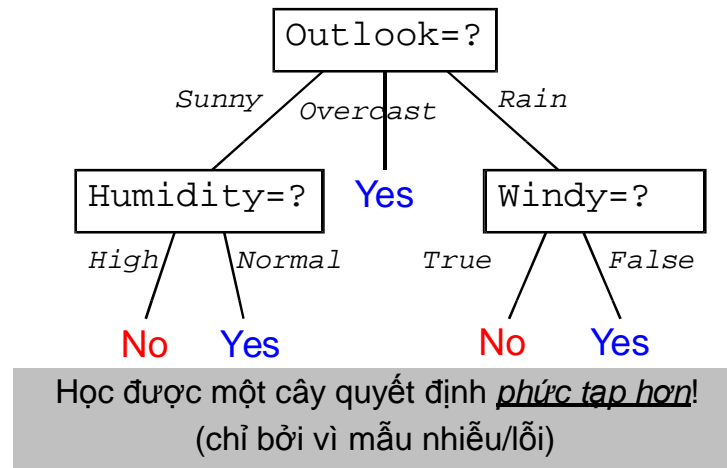 Outlook=?
Sunny Overcast Rain
Humidity=? Yes Windy=?
High Normal True False
No Yes No Yes
Học được một cây quyết định phức tạp hơn!
(chỉ bởi vì mẫu nhiễu/lỗi)